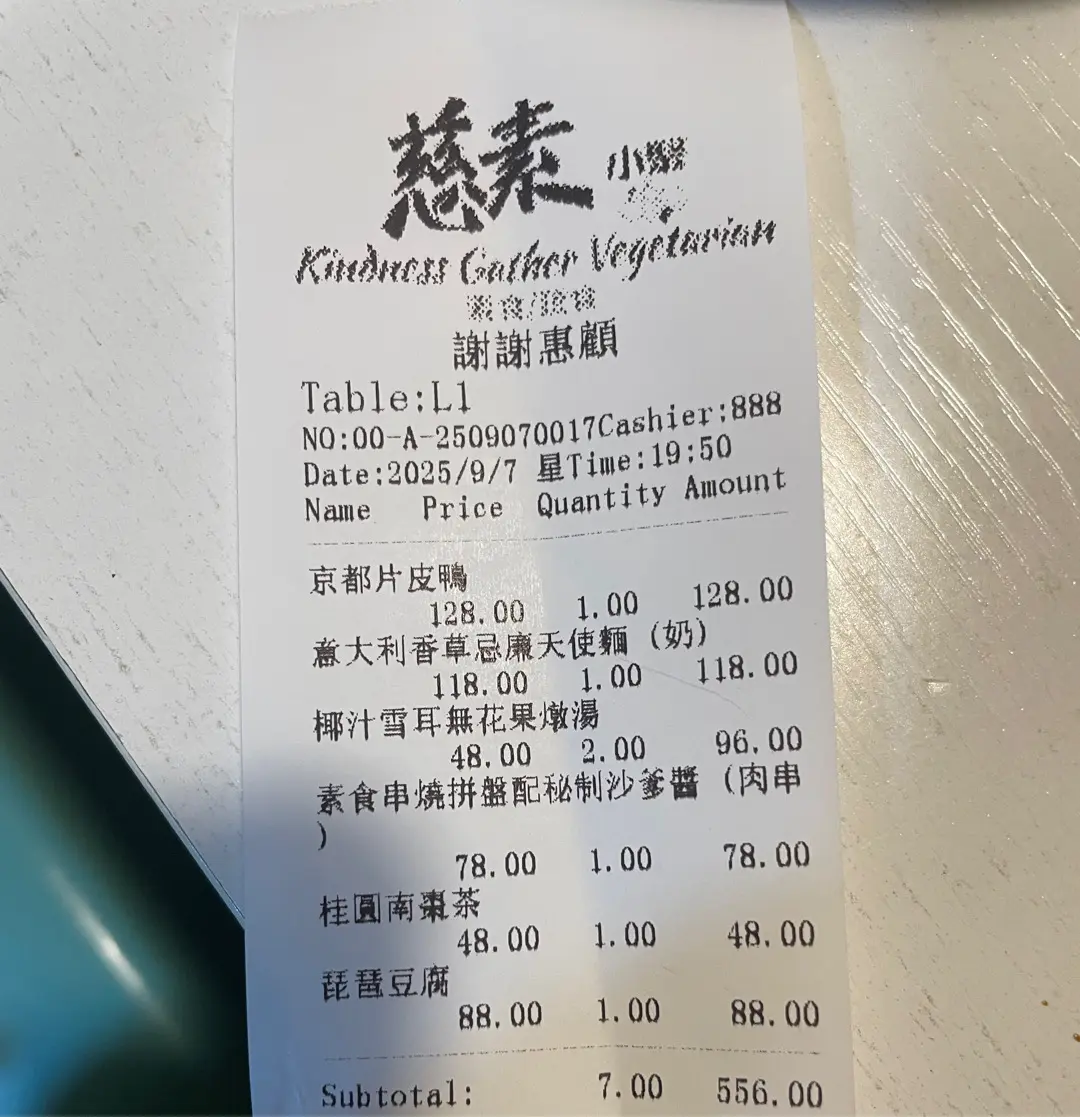 慈素 小
Kindness Gather Vegetarian
謝謝惠顧
Table:L1
NO:00-A-2509070017Cashier:888
Date:2025/9/7 星Time:19:50
Name Price Quantity Amount
京都片皮鴨
128.00 1.00 128.00
意大利香草忌廉天使麵 (奶)
118.00 1.00 118.00
椰汁雪耳無花果燉湯
48.00 2.00 96.00
素食串燒拼盤配秘制沙爹醬 (肉串
)
78.00 1.00 78.00
桂圓南棗茶
48.00 1.00 48.00
琵琶豆腐
88.00 1.00 88.00
Subtotal: 7.00 556.00